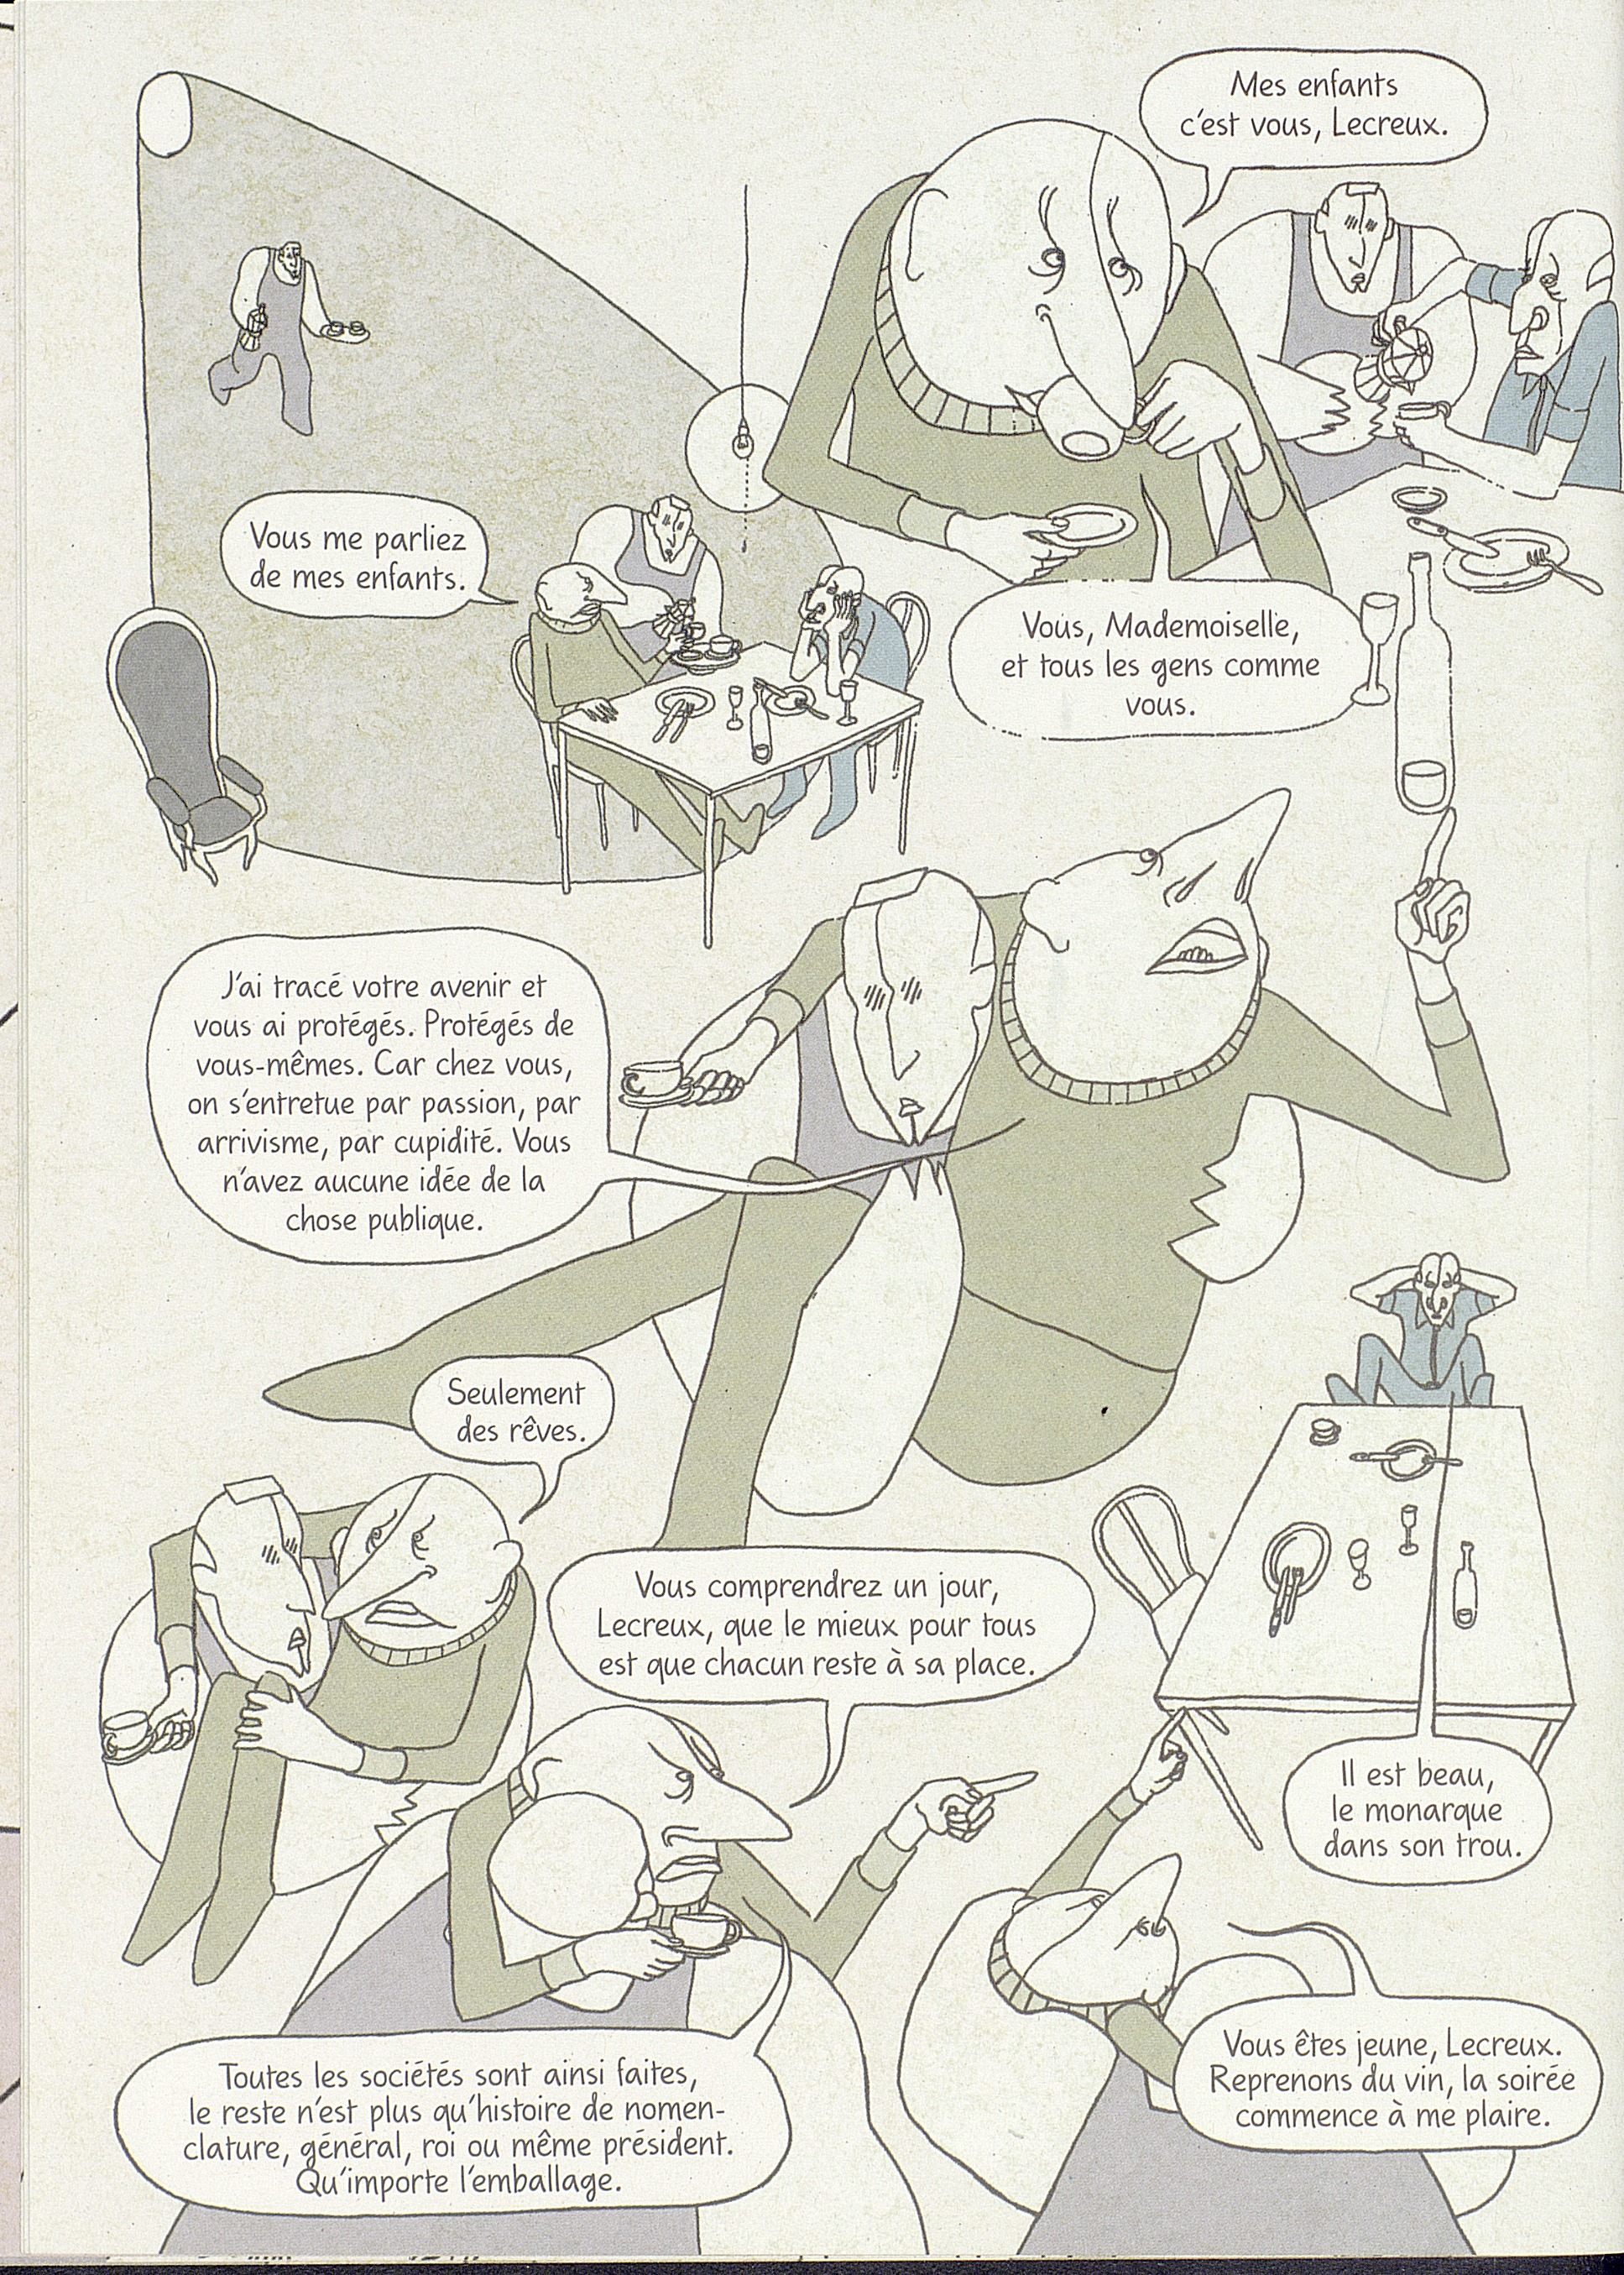 Vous me parliez
de mes enfants.
Mes enfants
c'est vous, Lecreux.
Vous, Mademoiselle,
et tous les gens comme
vous.
J'ai tracé votre avenir et
vous ai protégés. Protégés de
vous-mêmes. Car chez vous,
on s'entretue par passion, par
arrivisme, par cupidité. Vous
n'avez aucune idée de la
chose publique.
Seulement
des rêves.
Vous comprendrez un jour,
Lecreux, que le mieux pour tous
est que chacun reste à sa place.
Toutes les sociétés sont ainsi faites,
le reste n'est plus qu'histoire de nomen-
clature, général, roi ou même président.
Qu'importe l'emballage.
Il est beau,
le monarque
dans son trou.
Vous êtes jeune, Lecreux.
Reprenons du vin, la soirée
commence à me plaire.